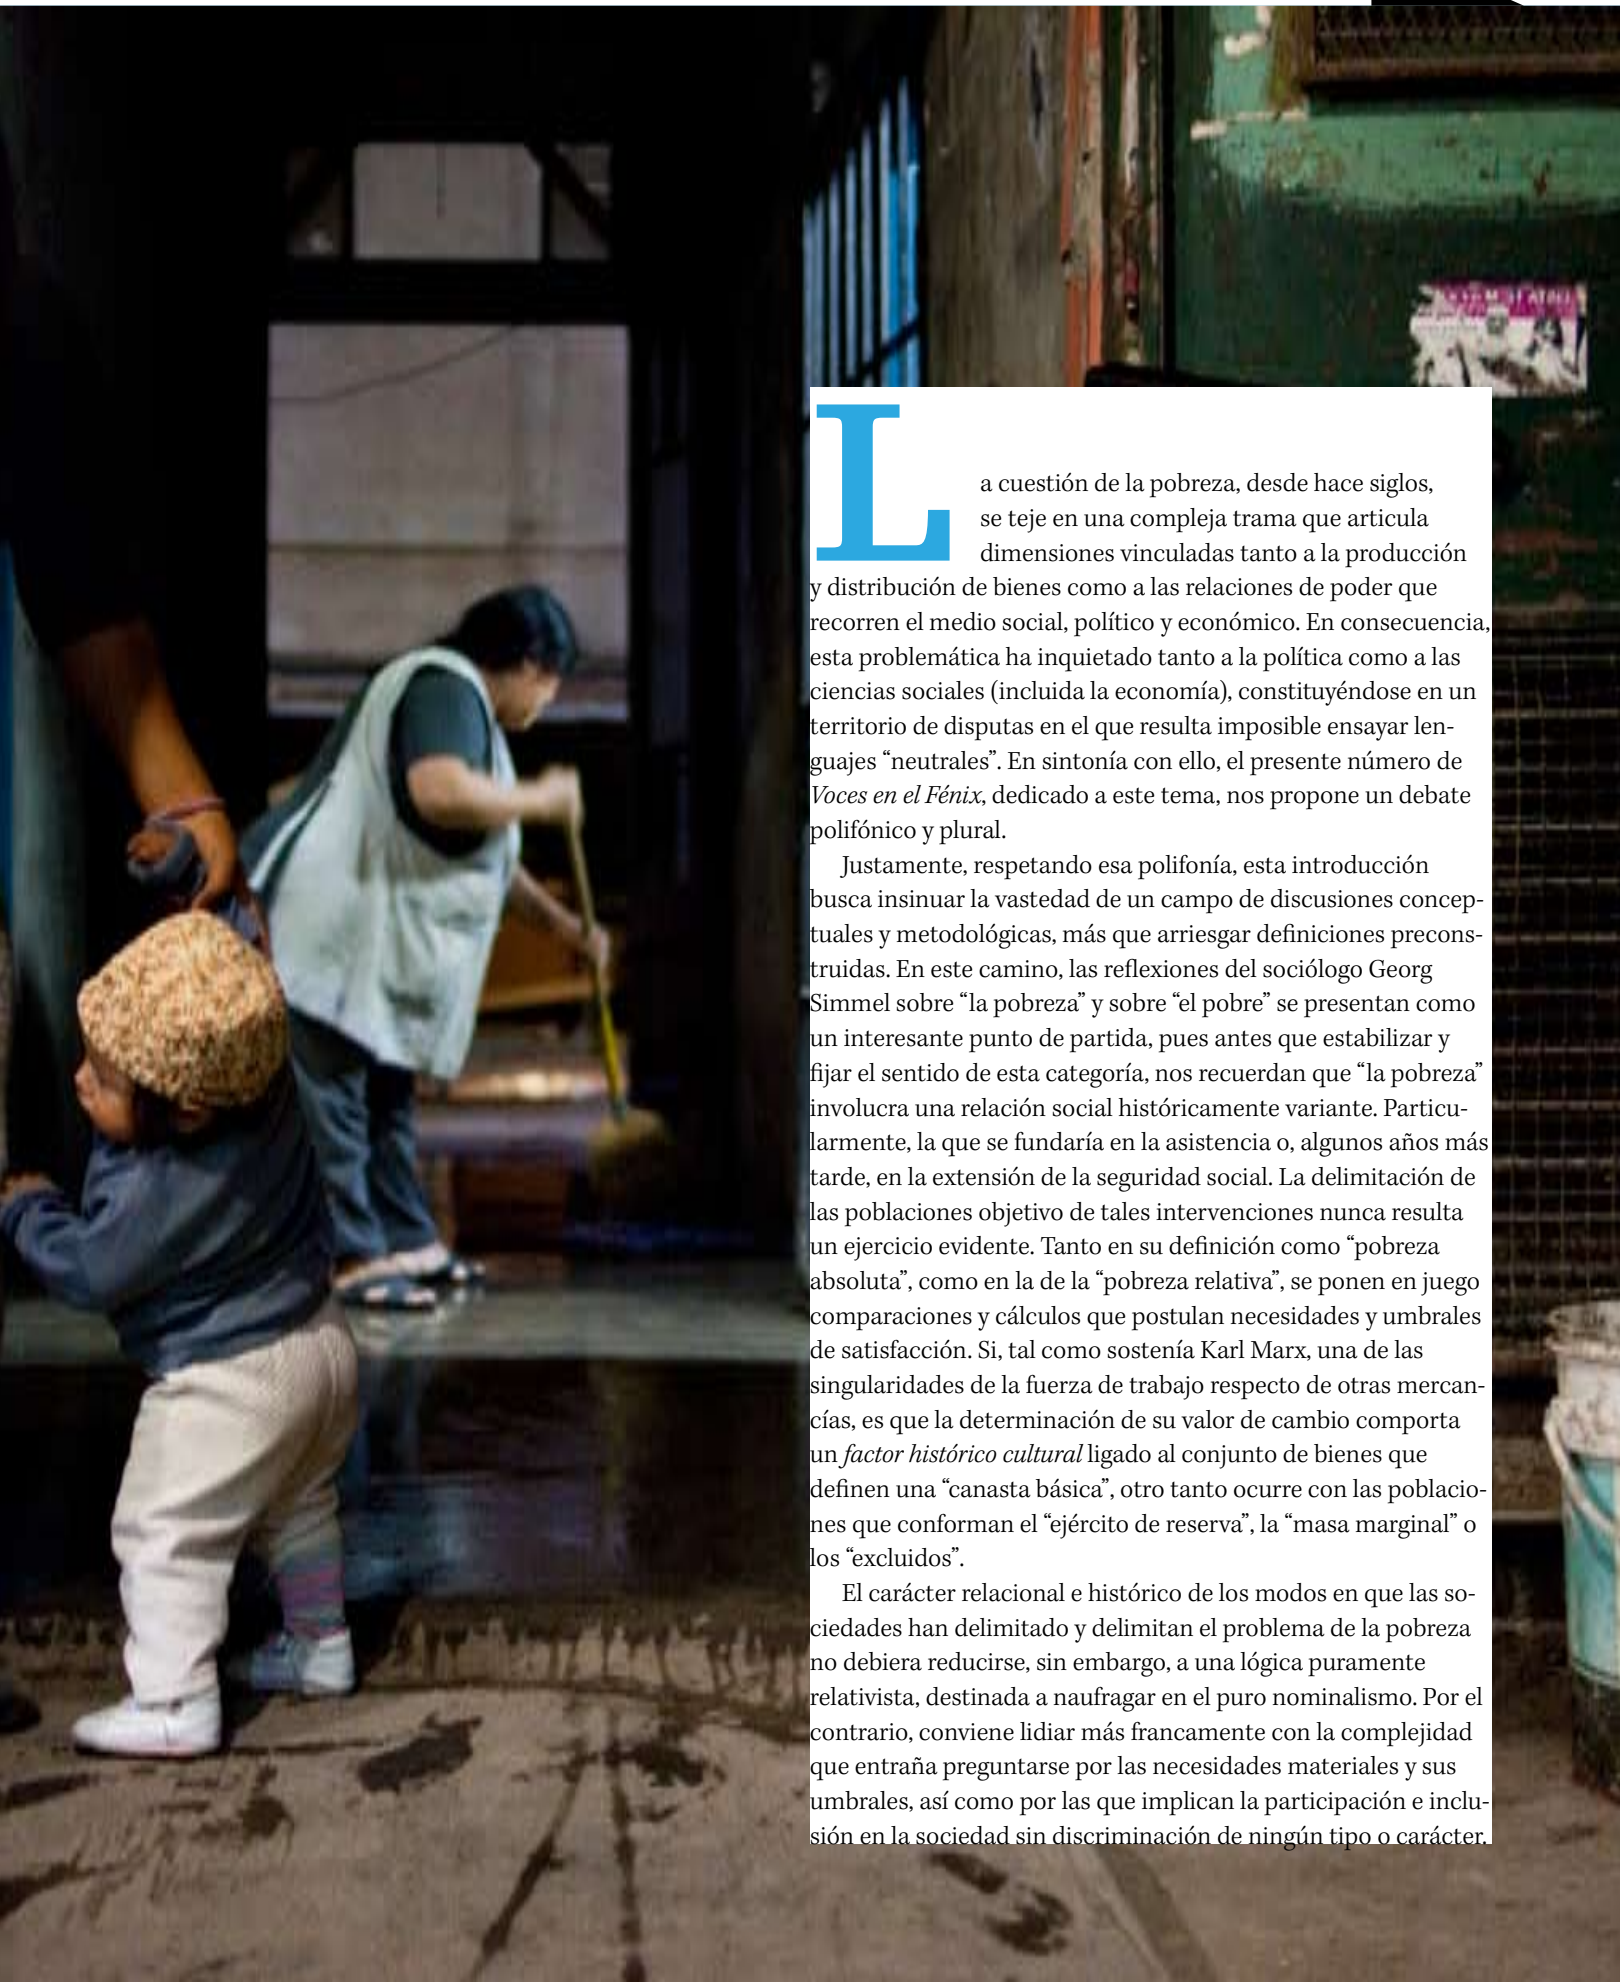 La cuestión de la pobreza, desde hace siglos,
se teje en una compleja trama que articula
dimensiones vinculadas tanto a la producción
y distribución de bienes como a las relaciones de poder que
recorren el medio social, político y económico. En consecuencia,
esta problemática ha inquietado tanto a la política como a las
ciencias sociales (incluida la economía), constituyéndose en un
territorio de disputas en el que resulta imposible ensayar len-
guajes “neutrales”. En sintonía con ello, el presente número de
Voces en el Fénix, dedicado a este tema, nos propone un debate
polifónico y plural.
Justamente, respetando esa polifonía, esta introducción
busca insinuar la vastedad de un campo de discusiones concep-
tuales y metodológicas, más que arriesgar definiciones precons-
truidas. En este camino, las reflexiones del sociólogo Georg
Simmel sobre “la pobreza” y sobre “el pobre” se presentan como
un interesante punto de partida, pues antes que estabilizar y
fijar el sentido de esta categoría, nos recuerdan que “la pobreza”
involucra una relación social históricamente variante. Particu-
larmente, la que se fundaría en la asistencia o, algunos años más
tarde, en la extensión de la seguridad social. La delimitación de
las poblaciones objetivo de tales intervenciones nunca resulta
un ejercicio evidente. Tanto en su definición como “pobreza
absoluta”, como en la de la “pobreza relativa”, se ponen en juego
comparaciones y cálculos que postulan necesidades y umbrales
de satisfacción. Si, tal como sostenía Karl Marx, una de las
singularidades de la fuerza de trabajo respecto de otras mercan-
cías, es que la determinación de su valor de cambio comporta
un factor histórico cultural ligado al conjunto de bienes que
definen una “canasta básica”, otro tanto ocurre con las poblacio-
nes que conforman el “ejército de reserva”, la “masa marginal” o
los “excluidos”.
El carácter relacional e histórico de los modos en que las so-
ciedades han delimitado y delimitan el problema de la pobreza
no debiera reducirse, sin embargo, a una lógica puramente
relativista, destinada a naufragar en el puro nominalismo. Por el
contrario, conviene lidiar más francamente con la complejidad
que entraña preguntarse por las necesidades materiales y sus
umbrales, así como por las que implican la participación e inclu-
sión en la sociedad sin discriminación de ningún tipo o carácter.